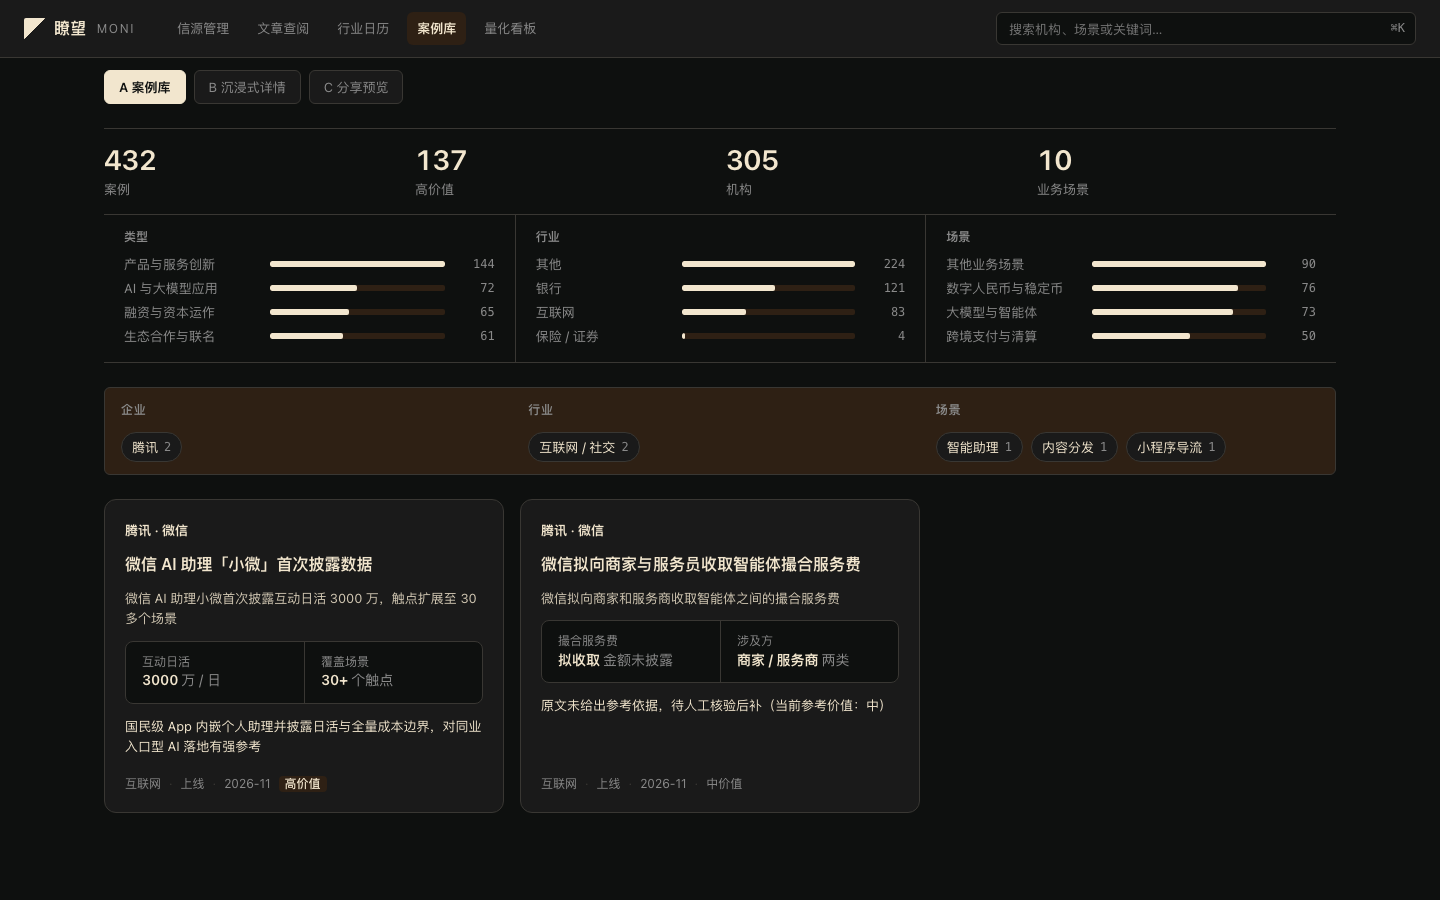 瞭望 MONI 信源管理 文章查阅 行业日历 案例库 量化看板 搜索机构、场景或关键词... ⌘K
A 案例库 B 沉浸式详情 C 分享预览
432 137 305 10
案例 高价值 机构 业务场景
类型 行业 场景
产品与服务创新 144 其他 224 其他业务场景 90
AI 与大模型应用 72 银行 121 数字人民币与稳定币 76
融资与资本运作 65 互联网 83 大模型与智能体 73
生态合作与联名 61 保险 / 证券 4 跨境支付与清算 50
企业 行业 场景
腾讯 2 互联网 / 社交 2 智能助理 1 内容分发 1 小程序导流 1
腾讯 · 微信
微信 AI 助理「小微」首次披露数据
微信 AI 助理小微首次披露互动日活 3000 万，触点扩展至 30
多个场景
互动日活 覆盖场景
3000 万 / 日 30+ 个触点
国民级 App 内嵌个人助理并披露日活与全量成本边界，对同业
入口型 AI 落地有强参考
互联网 · 上线 · 2026-11 高价值
腾讯 · 微信
微信拟向商家与服务员收取智能体撮合服务费
微信拟向商家和服务商收取智能体之间的撮合服务费
撮合服务费 涉及方
拟收取 金额未披露 商家 / 服务商 两类
原文未给出参考依据，待人工核验后补（当前参考价值：中）
互联网 · 上线 · 2026-11 · 中价值